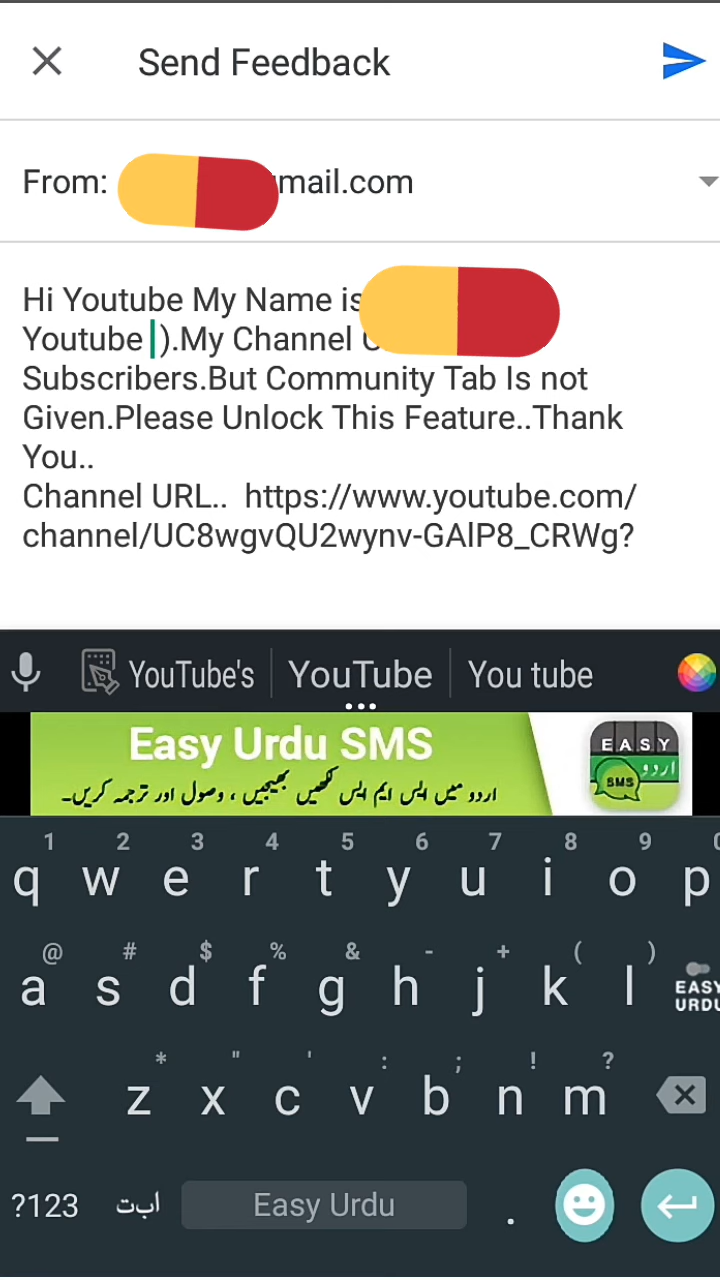 Send Feedback
From: mail.com
Hi Youtube My Name is
Youtube ).My Channel
Subscribers.But Community Tab Is not
Given.Please Unlock This Feature..Thank
You..
Channel URL.. https://www.youtube.com/
channel/UC8wgvQU2wynv-GAlP8_CRWg?
YouTube's YouTube You tube
Easy Urdu SMS
اردو میں ایس ایم ایس لکھیں بھیجیں ، وصول اور ترجمہ کریں۔
EASY
اردو
SMS
1 2 3 4 5 6 7 8 9 0
q w e r t y u i o p
@ # $ % & - + ( )
a s d f g h j k l
EASY
URDU
* " ' : ; ! ?
z x c v b n m
?123 ا ب ت Easy Urdu .